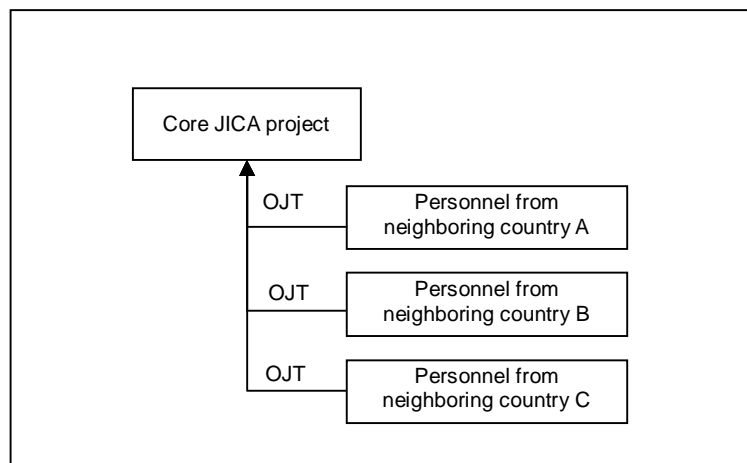 Core JICA project
OJT
Personnel from
neighboring country A
OJT
Personnel from
neighboring country B
OJT
Personnel from
neighboring country C